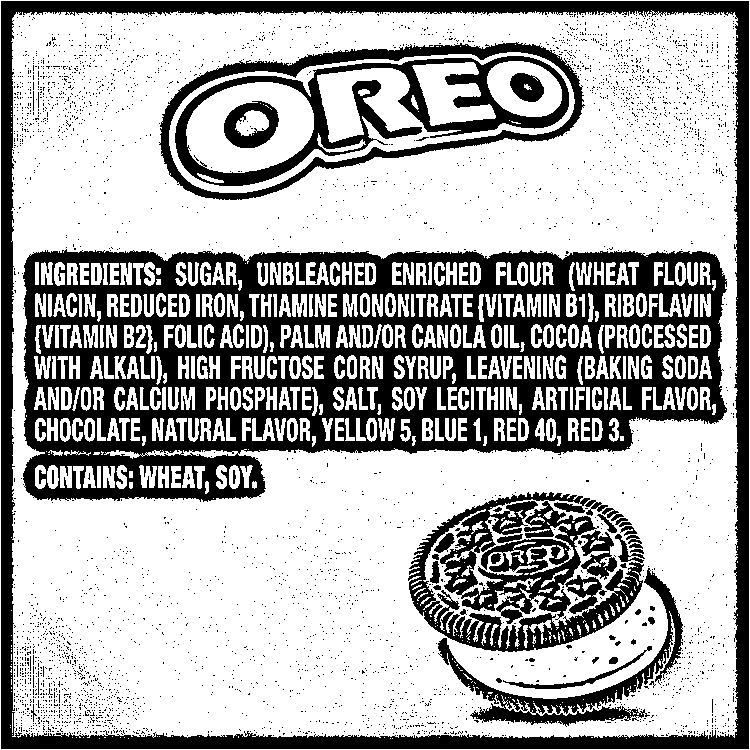 OREO
INGREDIENTS: SUGAR, UNBLEACHED ENRICHED FLOUR (WHEAT FLOUR,
NIACIN, REDUCED IRON, THIAMINE MONONITRATE {VITAMIN B1}, RIBOFLAVIN
{VITAMIN B2}, FOLIC ACID), PALM AND/OR CANOLA OIL, COCOA (PROCESSED
WITH ALKALI), HIGH FRUCTOSE CORN SYRUP, LEAVENING (BAKING SODA
AND/OR CALCIUM PHOSPHATE), SALT, SOY LECITHIN, ARTIFICIAL FLAVOR,
CHOCOLATE, NATURAL FLAVOR, YELLOW 5, BLUE 1, RED 40, RED 3.
CONTAINS: WHEAT, SOY.
OREO